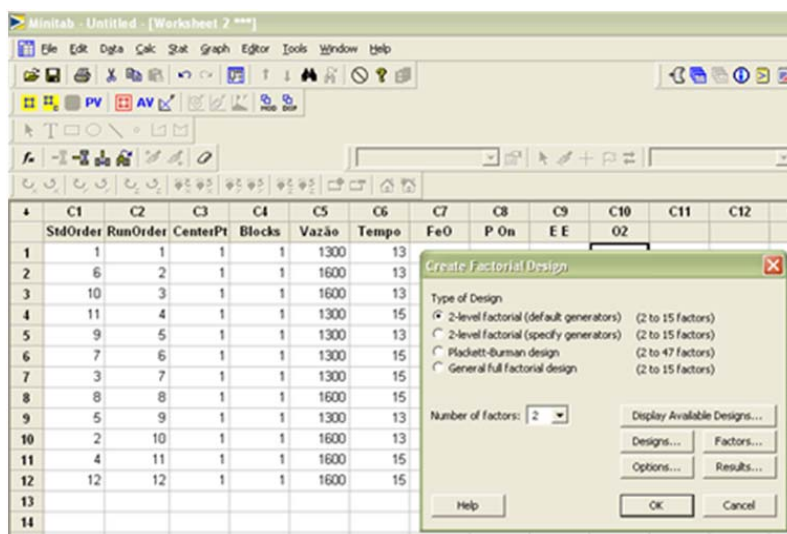 Minitab - Untitled - [Worksheet 2 ***]
File Edit Data Calc Stat Graph Editor Tools Window Help
PV AV
C1 C2 C3 C4 C5 C6 C7 C8 C9 C10 C11 C12
StdOrder RunOrder CenterPt Blocks Vazão Tempo FeO P On E E O2
1 1 1 1 1 1300 13
2 6 2 1 1 1600 13
3 10 3 1 1 1600 13
4 11 4 1 1 1300 15
5 9 5 1 1 1300 13
6 7 6 1 1 1300 15
7 3 7 1 1 1300 15
8 8 8 1 1 1600 15
9 5 9 1 1 1300 13
10 2 10 1 1 1600 13
11 4 11 1 1 1600 15
12 12 12 1 1 1600 15
13
14
Create Factorial Design
Type of Design
2-level factorial (default generators) (2 to 15 factors)
2-level factorial (specify generators) (2 to 15 factors)
Plackett-Burman design (2 to 47 factors)
General full factorial design (2 to 15 factors)
Number of factors: 2 Display Available Designs...
Designs... Factors...
Options... Results...
Help OK Cancel